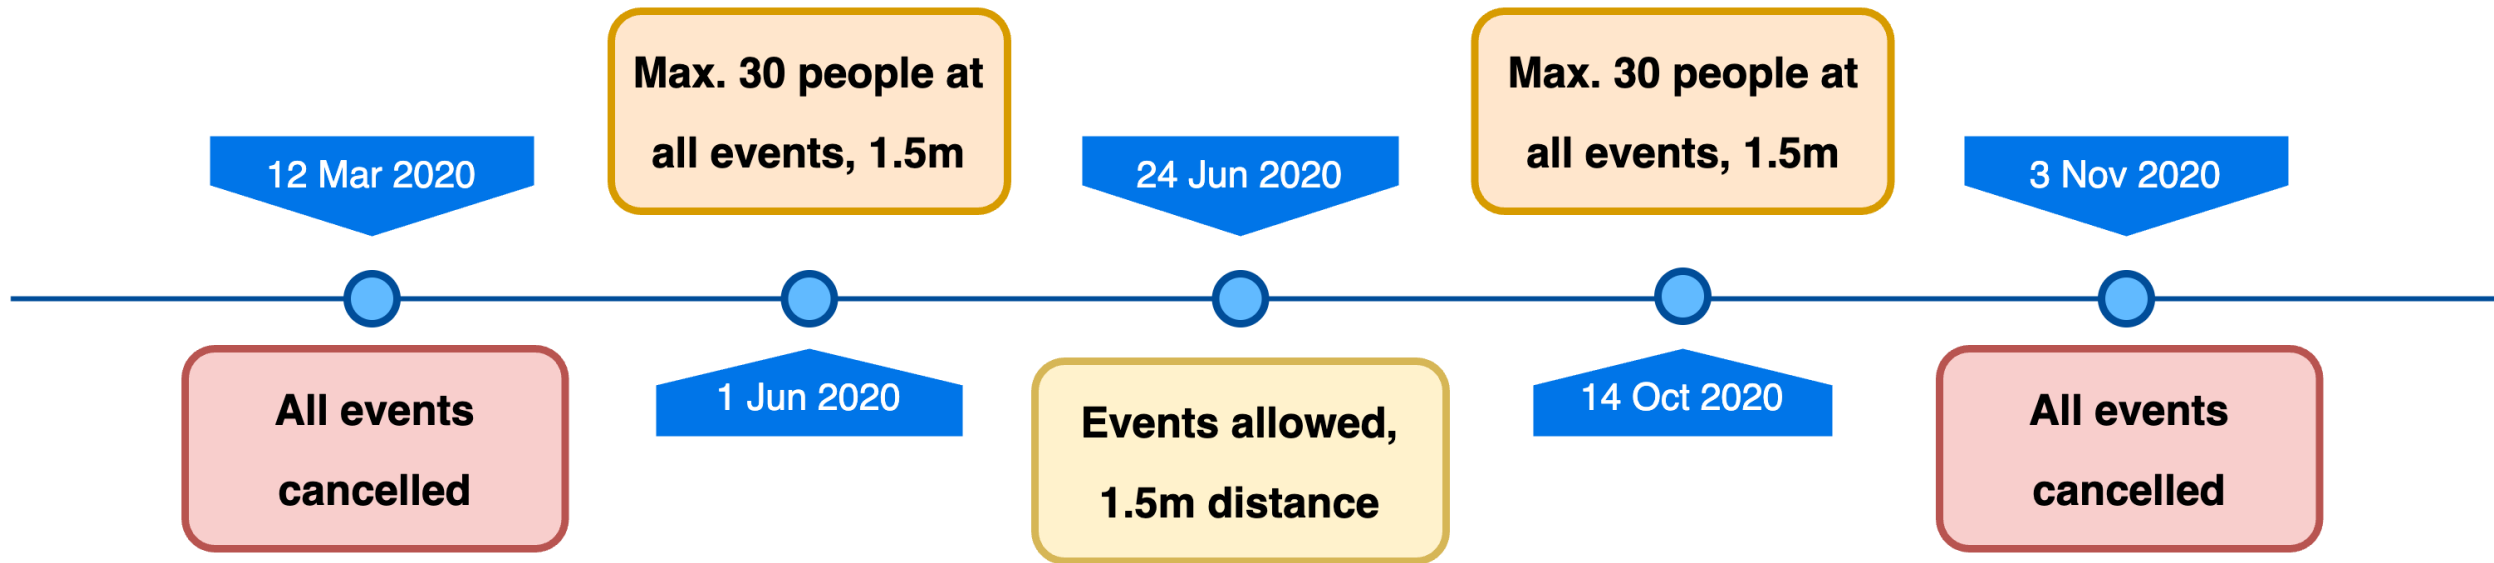 12 Mar 2020
All events
cancelled
Max. 30 people at
all events, 1.5m
1 Jun 2020
24 Jun 2020
Events allowed,
1.5m distance
Max. 30 people at
all events, 1.5m
14 Oct 2020
3 Nov 2020
All events
cancelled